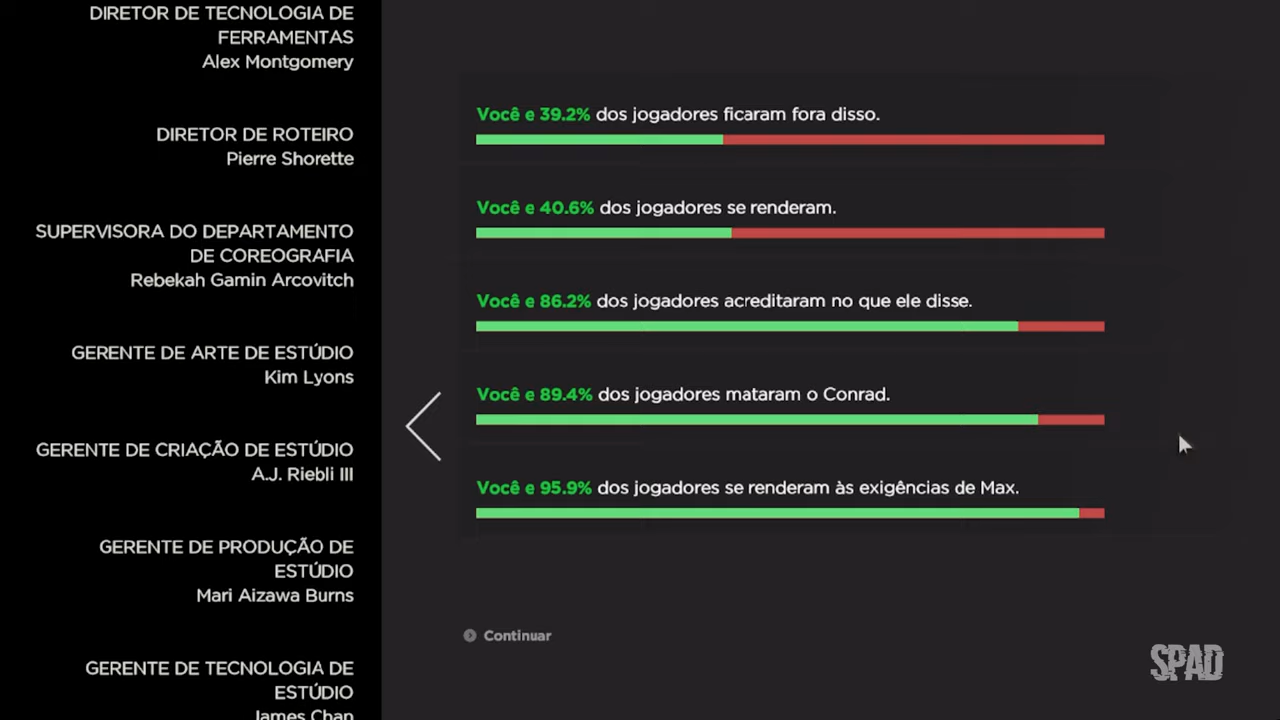 DIRETOR DE TECNOLOGIA DE
FERRAMENTAS
Alex Montgomery
DIRETOR DE ROTEIRO
Pierre Shorette
SUPERVISORA DO DEPARTAMENTO
DE COREOGRAFIA
Rebekah Gamin Arcovitch
GERENTE DE ARTE DE ESTÚDIO
Kim Lyons
GERENTE DE CRIAÇÃO DE ESTÚDIO
A.J. Riebli III
GERENTE DE PRODUÇÃO DE
ESTÚDIO
Mari Aizawa Burns
GERENTE DE TECNOLOGIA DE
ESTÚDIO
James Chan
Você e 39.2% dos jogadores ficaram fora disso.
Você e 40.6% dos jogadores se renderam.
Você e 86.2% dos jogadores acreditaram no que ele disse.
Você e 89.4% dos jogadores mataram o Conrad.
Você e 95.9% dos jogadores se renderam às exigências de Max.
Continuar
SPAD